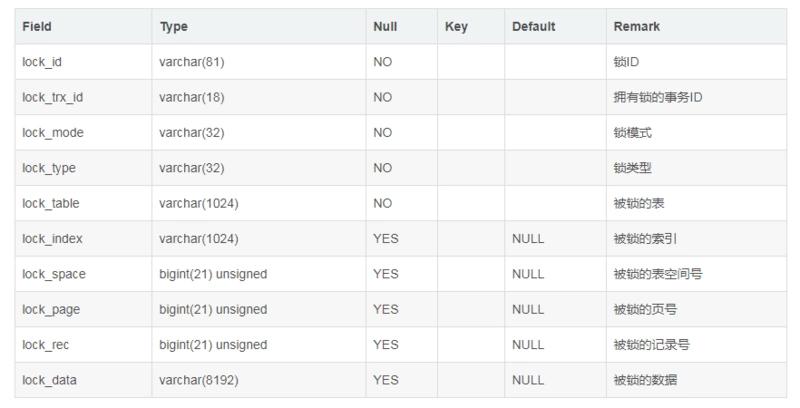 Field Type Null Key Default Remark
lock_id varchar(81) NO 锁ID
lock_trx_id varchar(18) NO 拥有锁的事务ID
lock_mode varchar(32) NO 锁模式
lock_type varchar(32) NO 锁类型
lock_table varchar(1024) NO 被锁的表
lock_index varchar(1024) YES NULL 被锁的索引
lock_space bigint(21) unsigned YES NULL 被锁的表空间号
lock_page bigint(21) unsigned YES NULL 被锁的页号
lock_rec bigint(21) unsigned YES NULL 被锁的记录号
lock_data varchar(8192) YES NULL 被锁的数据